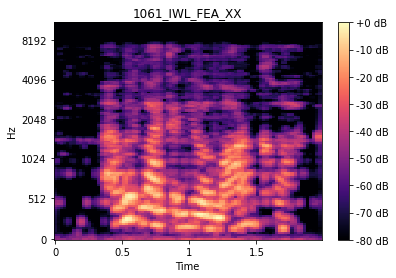 1061_IWL_FEA_XX
8192
4096
2048
1024
512
0
Hz
0
0.5
1
1.5
Time
+0 dB
-10 dB
-20 dB
-30 dB
-40 dB
-50 dB
-60 dB
-70 dB
-80 dB